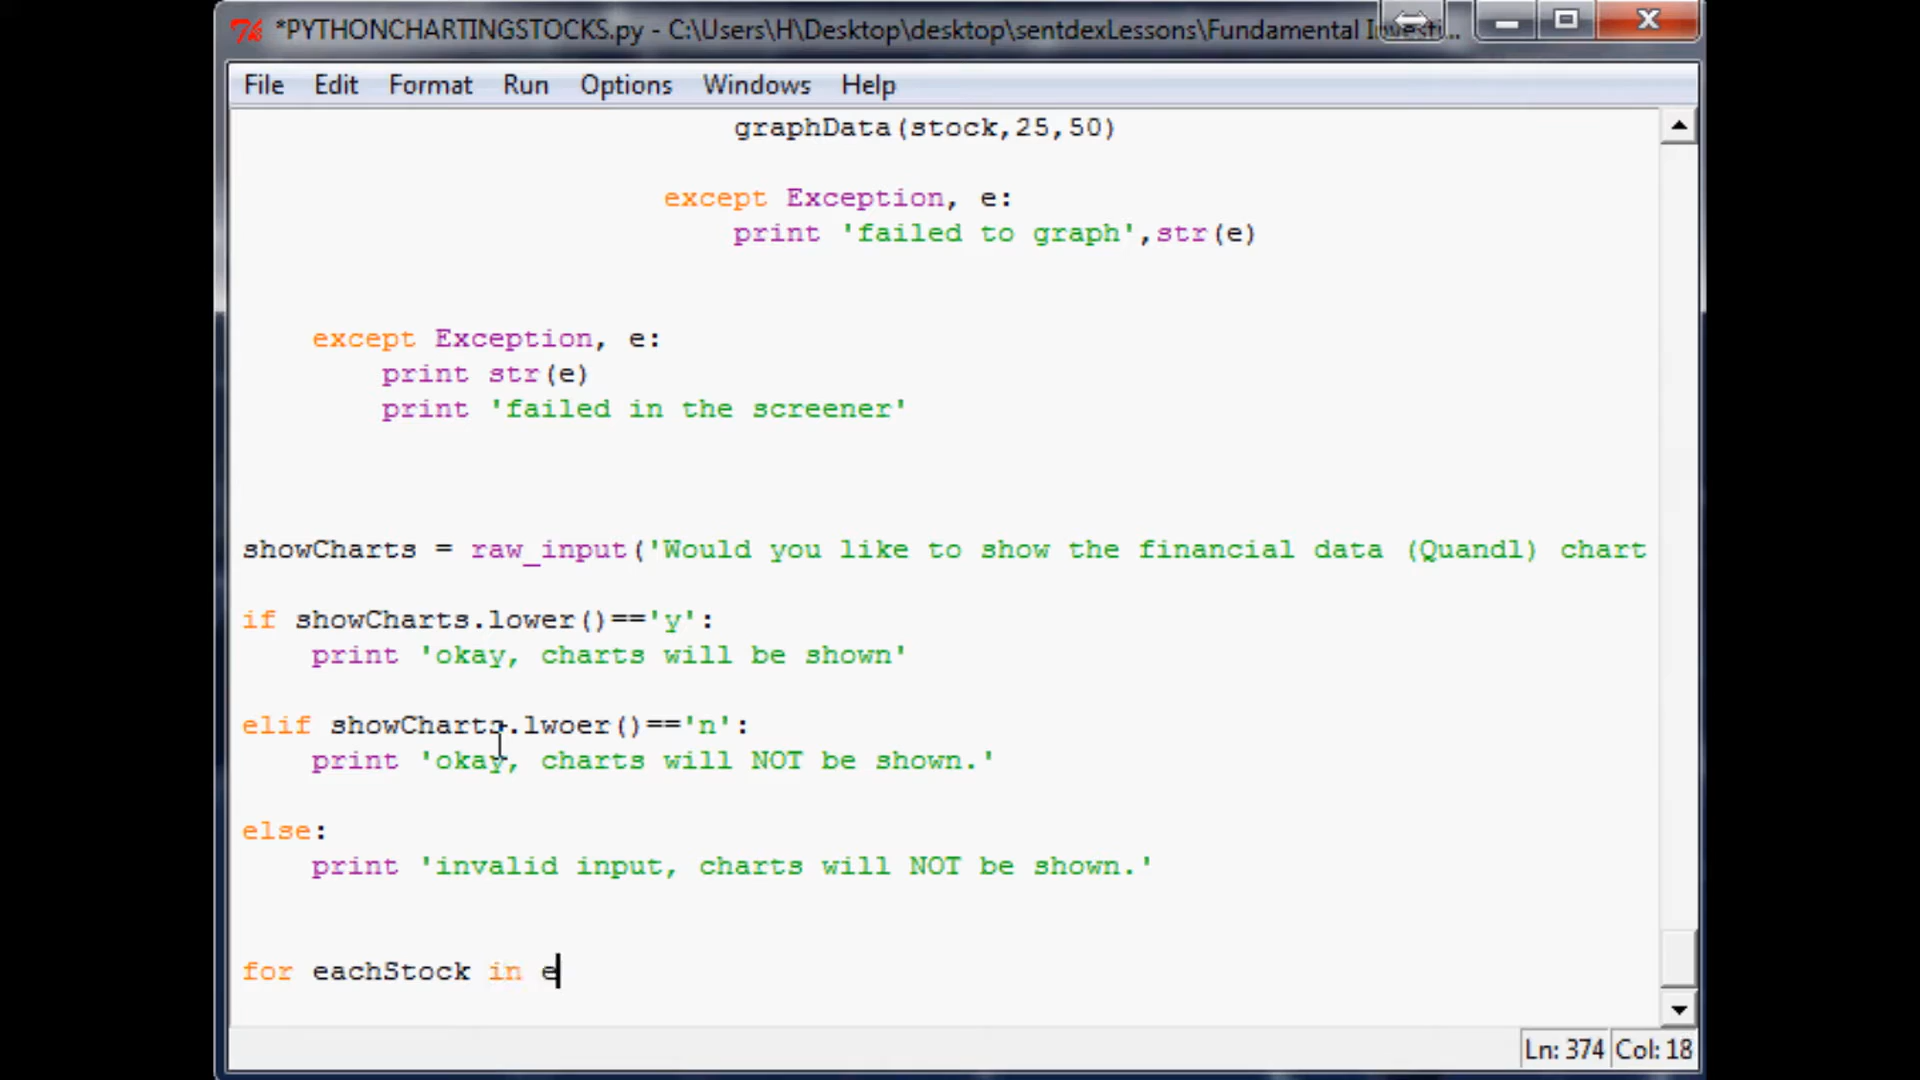 *PYTHONCHARTINGSTOCKS.py - C:\Users\H\Desktop\desktop\sentdexLessons\Fundamental Investi...
File Edit Format Run Options Windows Help
graphData(stock,25,50)
except Exception, e:
print 'failed to graph',str(e)
except Exception, e:
print str(e)
print 'failed in the screener'
showCharts = raw_input('Would you like to show the financial data (Quandl) chart
if showCharts.lower()=='y':
print 'okay, charts will be shown'
elif showCharts.lwoer()=='n':
print 'okay, charts will NOT be shown.'
else:
print 'invalid input, charts will NOT be shown.'
for eachStock in e
Ln: 374 Col: 18